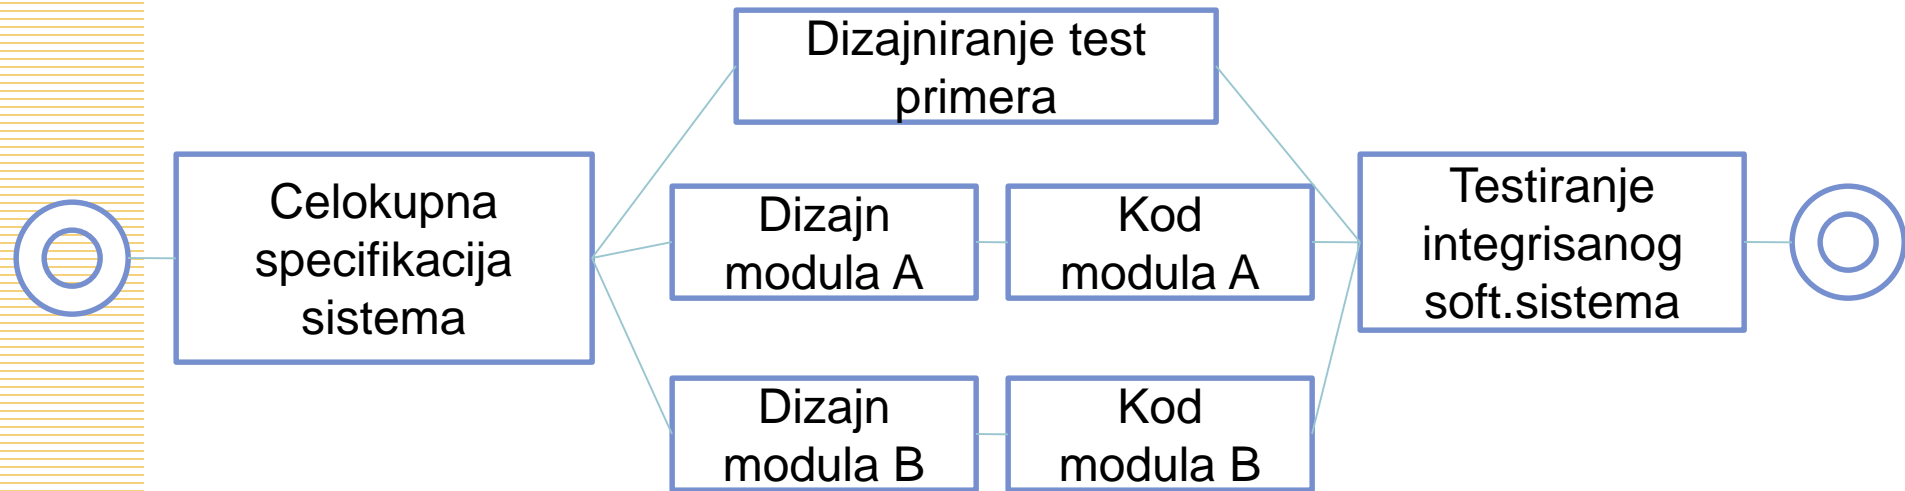 Dizajniranje test
primera
Celokupna
specifikacija
sistema
Dizajn
modula A
Kod
modula A
Testiranje
integrisanog
soft.sistema
Dizajn
modula B
Kod
modula B